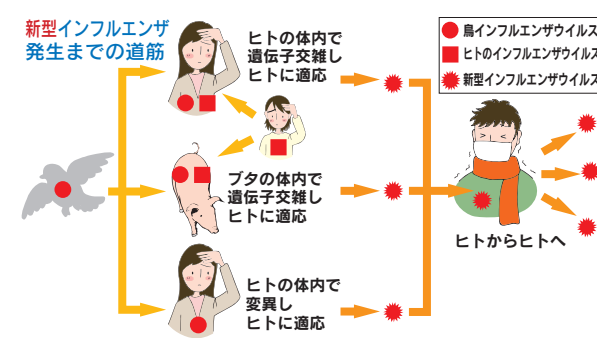 新型インフルエンザ
発生までの道筋
ヒトの体内で
遺伝子交雑し
ヒトに適応
鳥インフルエンザウイルス
ヒトのインフルエンザウイルス
新型インフルエンザウイルス
ブタの体内で
遺伝子交雑し
ヒトに適応
ヒトからヒトへ
ヒトの体内で
変異し
ヒトに適応